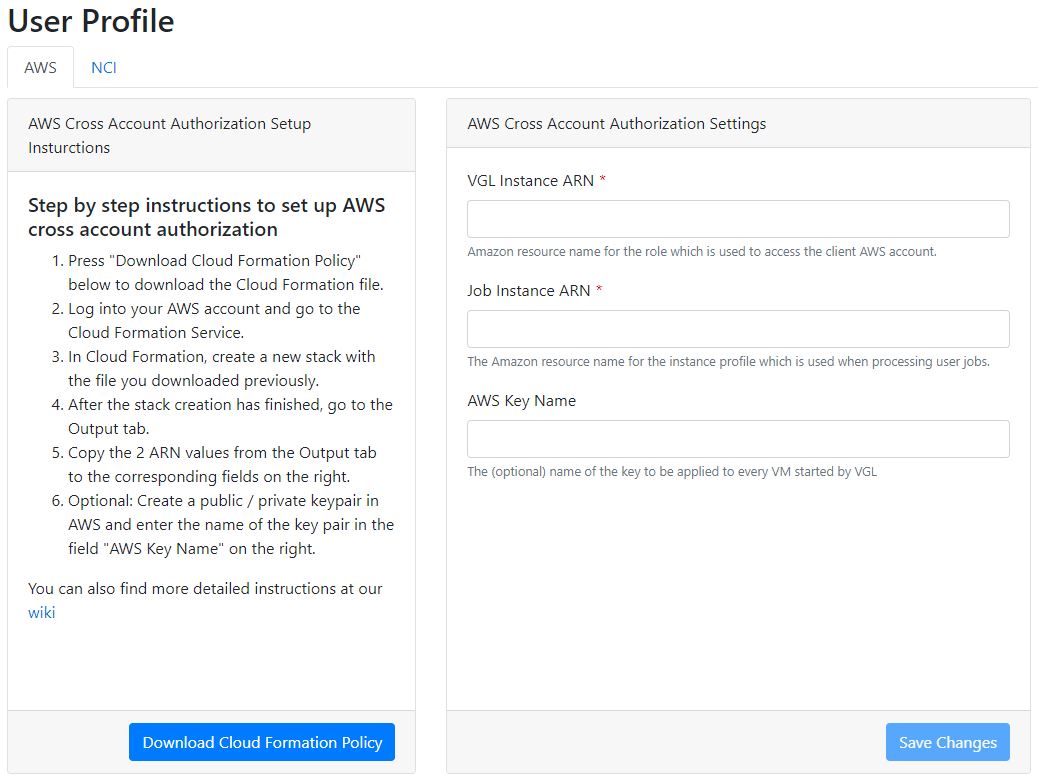 User Profile
AWS
NCI
AWS Cross Account Authorization Setup
Insturctions
Step by step instructions to set up AWS
cross account authorization
1. Press "Download Cloud Formation Policy"
below to download the Cloud Formation file.
2. Log into your AWS account and go to the
Cloud Formation Service.
3. In Cloud Formation, create a new stack with
the file you downloaded previously.
4. After the stack creation has finished, go to the
Output tab.
5. Copy the 2 ARN values from the Output tab
to the corresponding fields on the right.
6. Optional: Create a public / private keypair in
AWS and enter the name of the key pair in the
field "AWS Key Name" on the right.
You can also find more detailed instructions at our
wiki
Download Cloud Formation Policy
AWS Cross Account Authorization Settings
VGL Instance ARN *
Amazon resource name for the role which is used to access the client AWS account.
Job Instance ARN *
The Amazon resource name for the instance profile which is used when processing user jobs.
AWS Key Name
The (optional) name of the key to be applied to every VM started by VGL
Save Changes